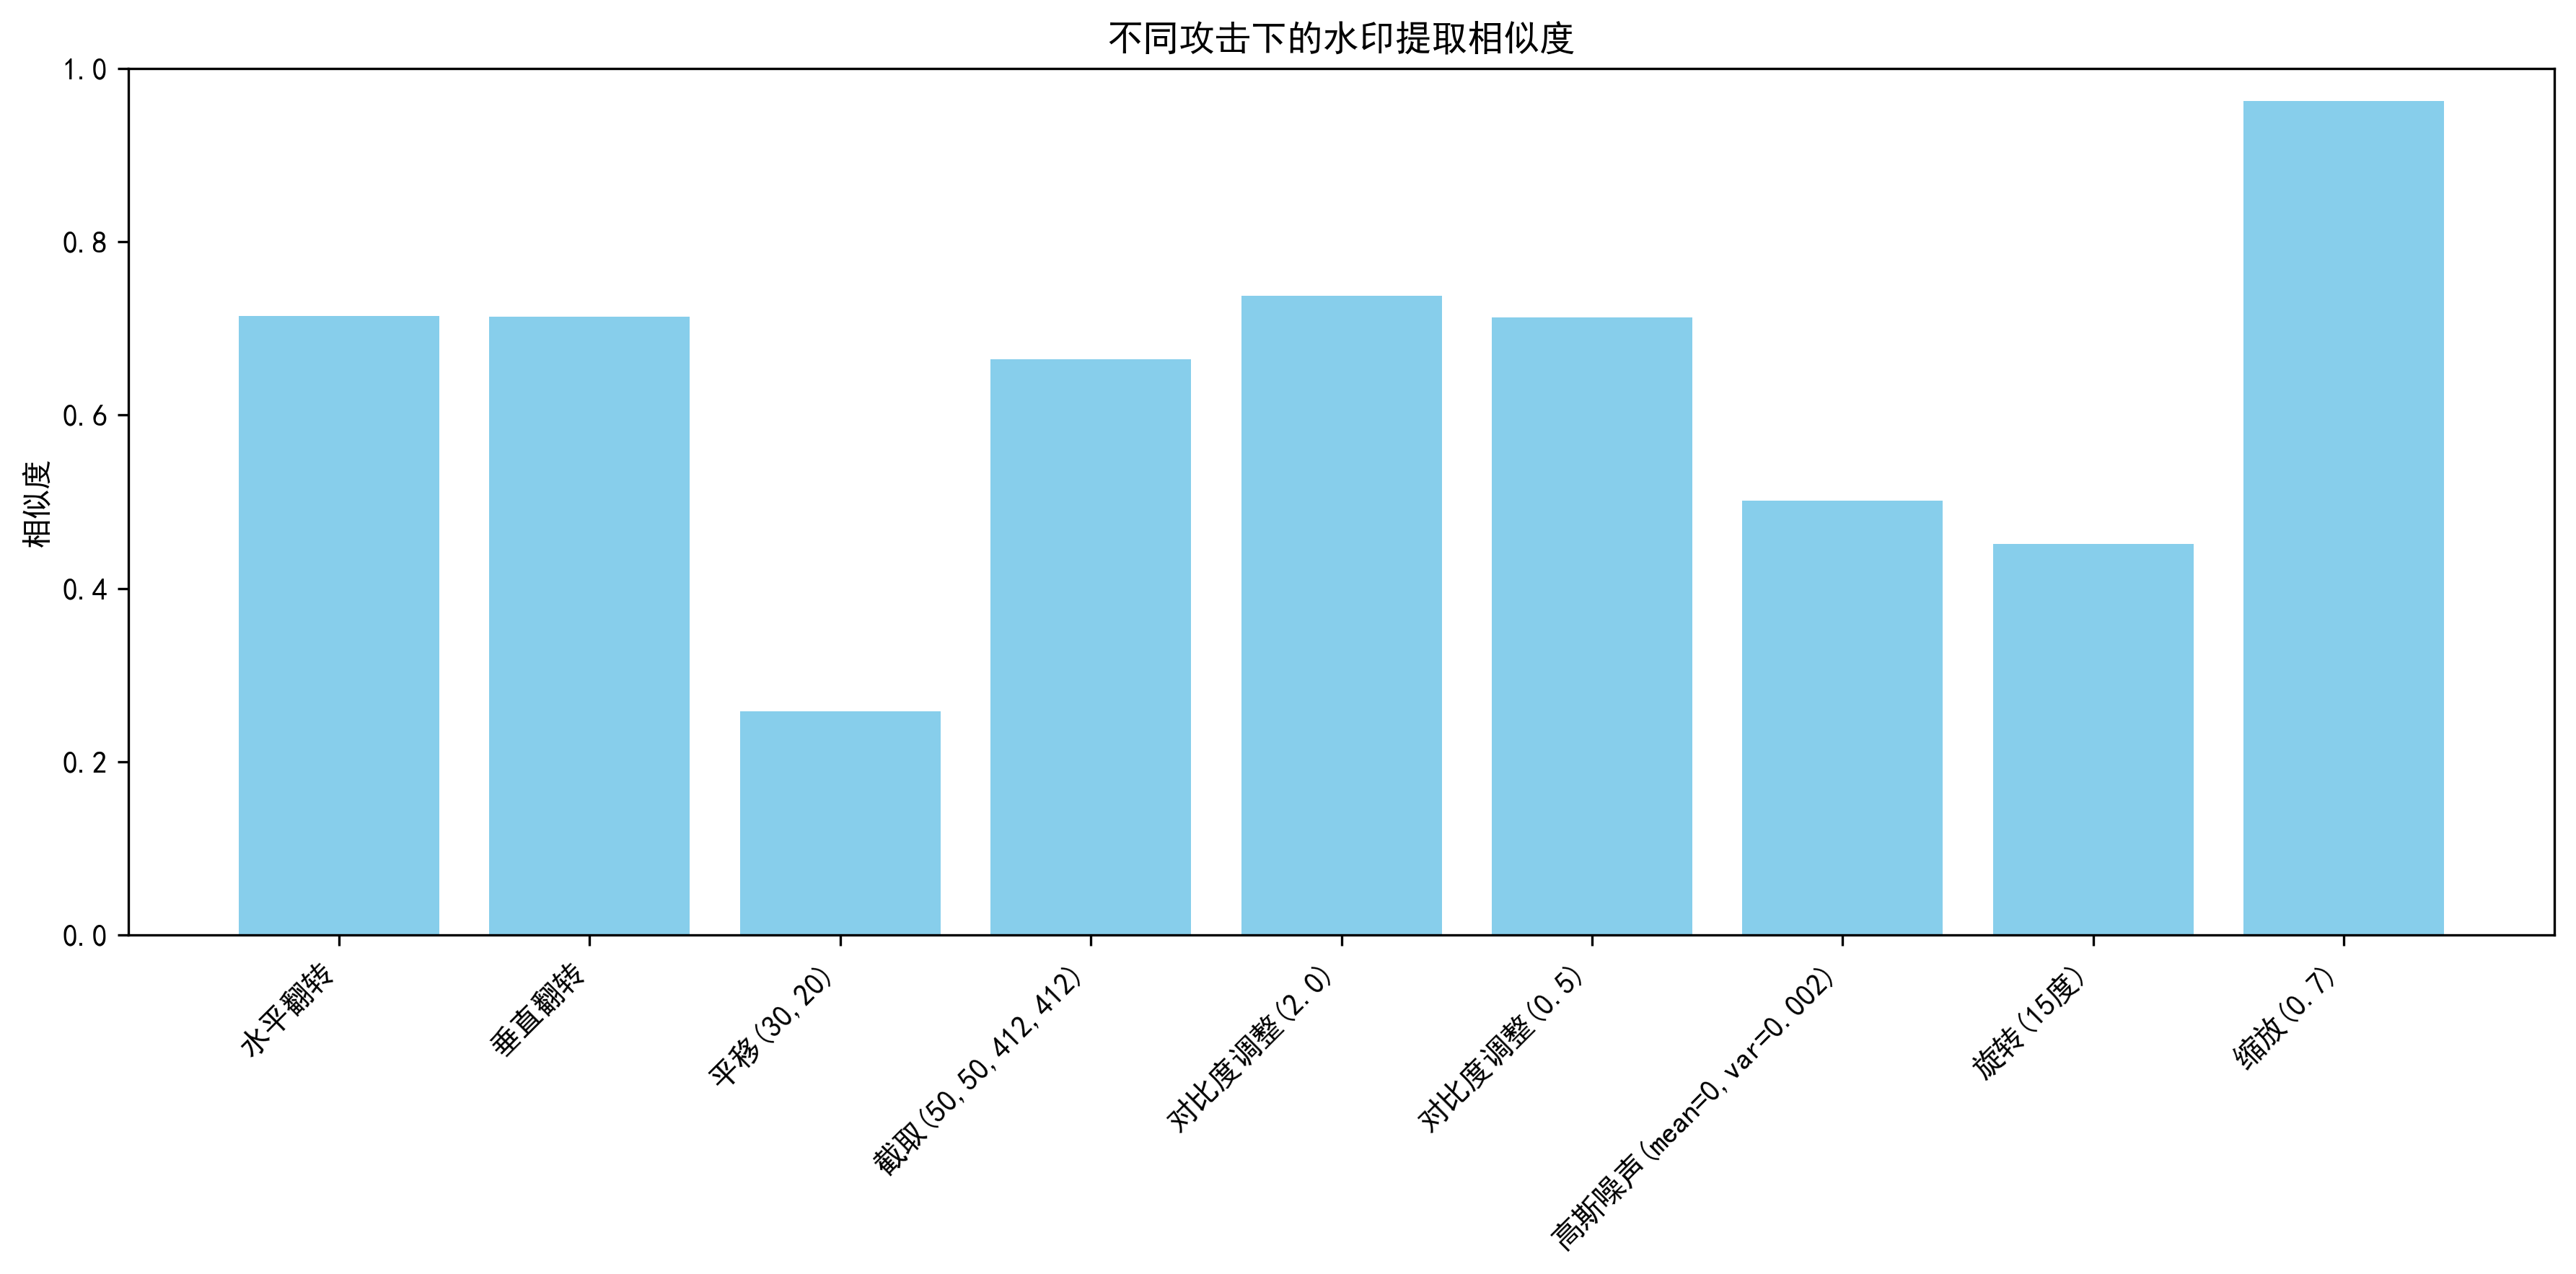 不同攻击下的水印提取相似度
相似度
1.0
0.8
0.6
0.4
0.2
0.0
水平翻转
垂直翻转
平移(30,20)
截取(50,50,412,412)
对比度调整(2.0)
对比度调整(0.5)
高斯噪声(mean=0,var=0.002)
旋转(15度)
缩放(0.7)